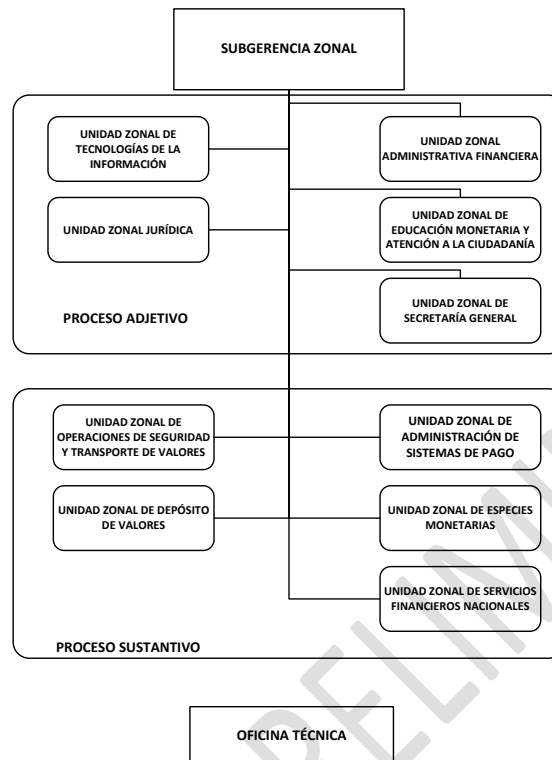 SUBGERENCIA ZONAL
UNIDAD ZONAL DE
TECNOLOGÍAS DE LA
INFORMACIÓN
UNIDAD ZONAL
ADMINISTRATIVA FINANCIERA
UNIDAD ZONAL JURÍDICA
UNIDAD ZONAL DE
EDUCACIÓN MONETARIA Y
ATENCIÓN A LA CIUDADANÍA
UNIDAD ZONAL DE
SECRETARÍA GENERAL
PROCESO ADJETIVO
UNIDAD ZONAL DE
OPERACIONES DE SEGURIDAD
Y TRANSPORTE DE VALORES
UNIDAD ZONAL DE
ADMINISTRACIÓN DE
SISTEMAS DE PAGO
UNIDAD ZONAL DE DEPÓSITO
DE VALORES
UNIDAD ZONAL DE ESPECIES
MONETARIAS
UNIDAD ZONAL DE SERVICIOS
FINANCIEROS NACIONALES
PROCESO SUSTANTIVO
OFICINA TÉCNICA